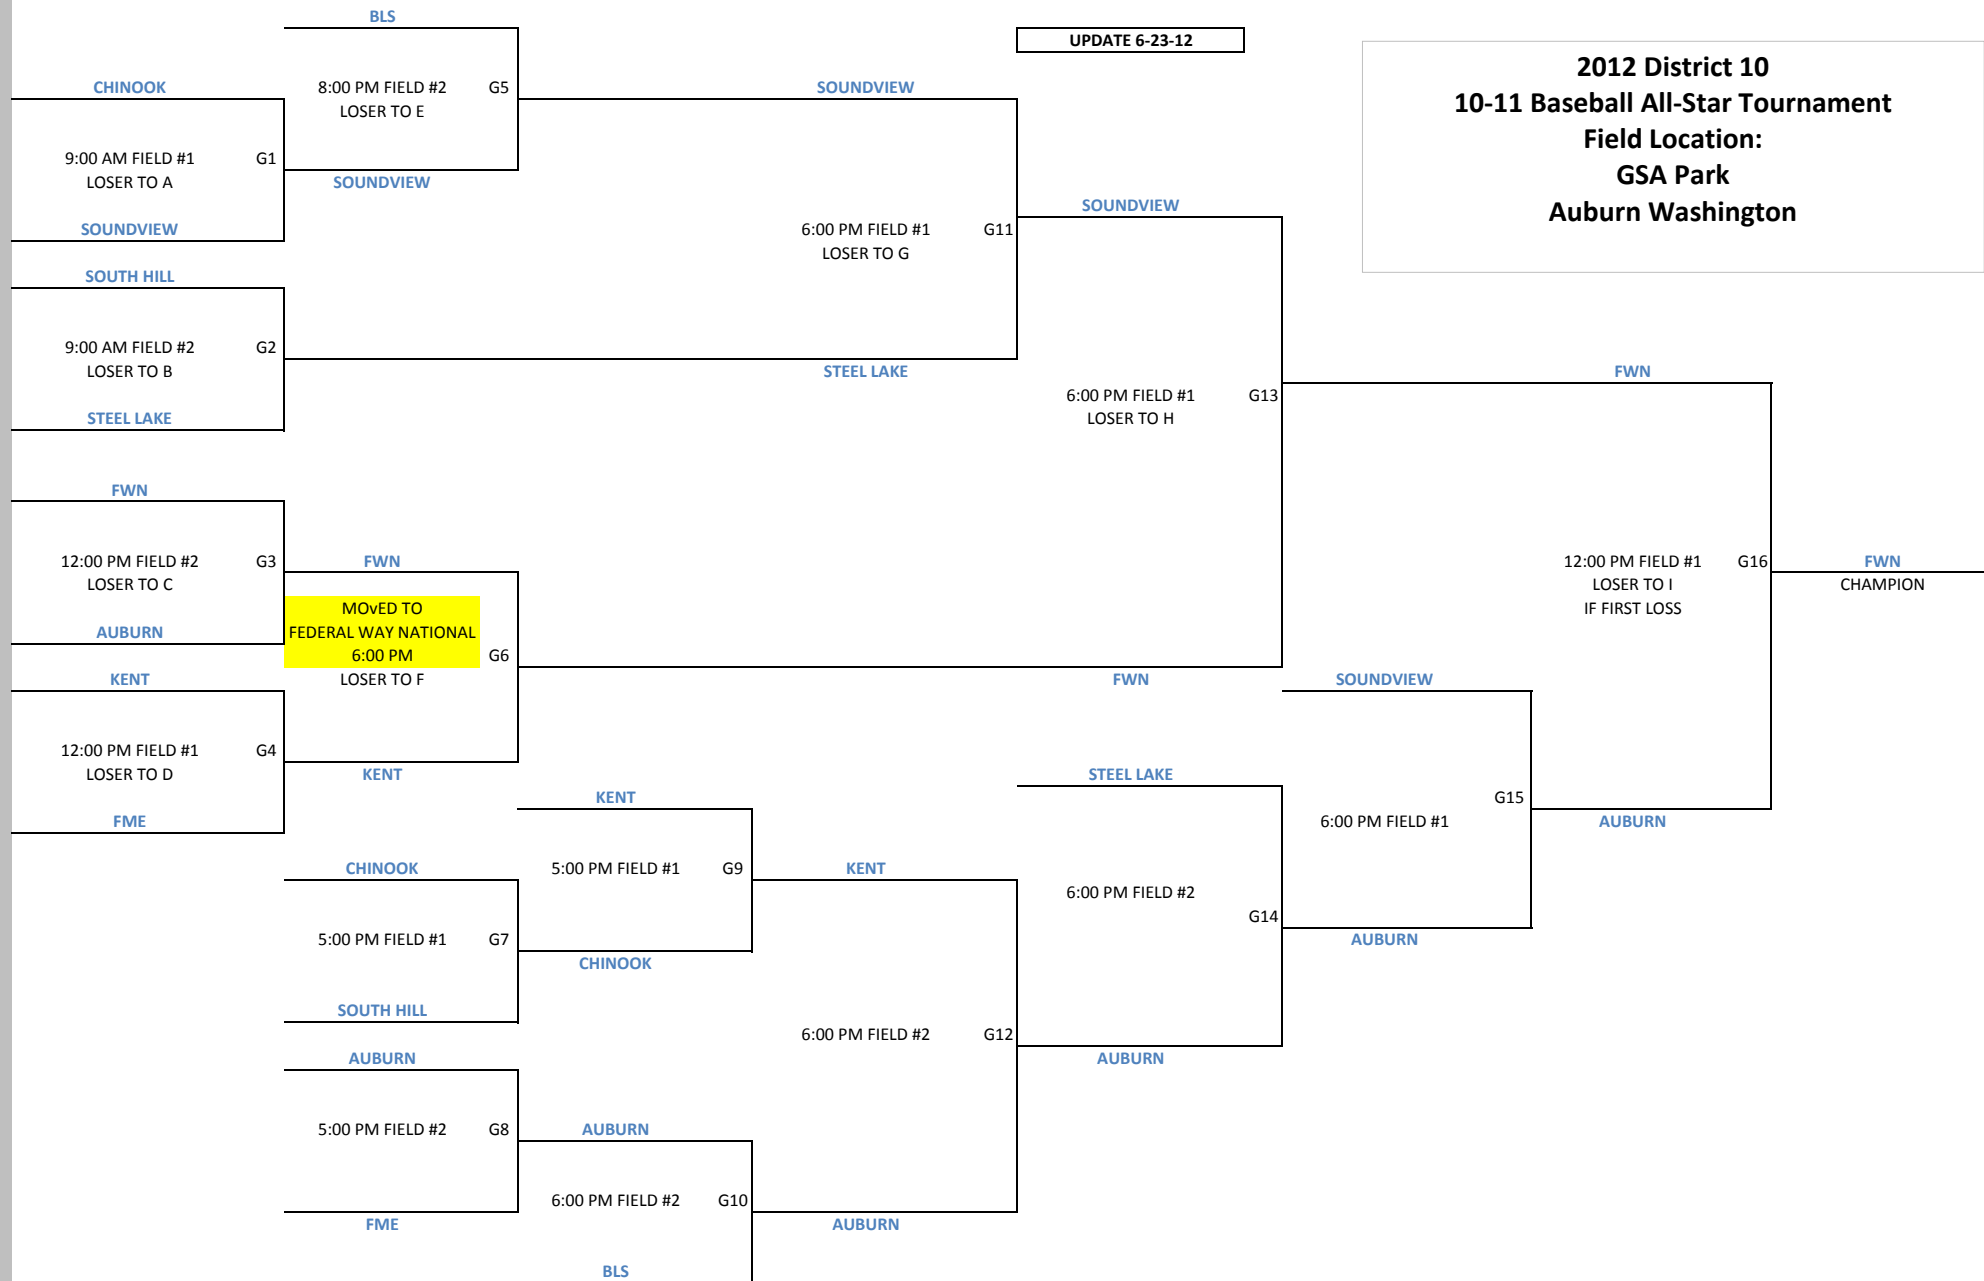 BLS
UPDATE 6-23-12
2012 District 10
10-11 Baseball All-Star Tournament
Field Location:
GSA Park
Auburn Washington
CHINOOK
8:00 PM FIELD #2 G5
LOSER TO E
SOUNDVIEW
9:00 AM FIELD #1 G1
LOSER TO A
SOUNDVIEW
SOUNDVIEW
SOUNDVIEW
6:00 PM FIELD #1 G11
LOSER TO G
SOUTH HILL
9:00 AM FIELD #2 G2
LOSER TO B
STEEL LAKE
FWN
6:00 PM FIELD #1 G13
LOSER TO H
STEEL LAKE
FWN
12:00 PM FIELD #2 G3
LOSER TO C
FWN
12:00 PM FIELD #1 G16
LOSER TO I
IF FIRST LOSS
FWN
CHAMPION
MOvED TO
FEDERAL WAY NATIONAL
6:00 PM G6
LOSER TO F
AUBURN
KENT
FWN
SOUNDVIEW
12:00 PM FIELD #1 G4
LOSER TO D
KENT
STEEL LAKE
KENT
G15
6:00 PM FIELD #1
AUBURN
FME
CHINOOK
5:00 PM FIELD #1 G9
KENT
6:00 PM FIELD #2
G14
5:00 PM FIELD #1 G7
AUBURN
CHINOOK
SOUTH HILL
6:00 PM FIELD #2 G12
AUBURN
AUBURN
5:00 PM FIELD #2 G8
AUBURN
6:00 PM FIELD #2 G10
FME
AUBURN
BLS